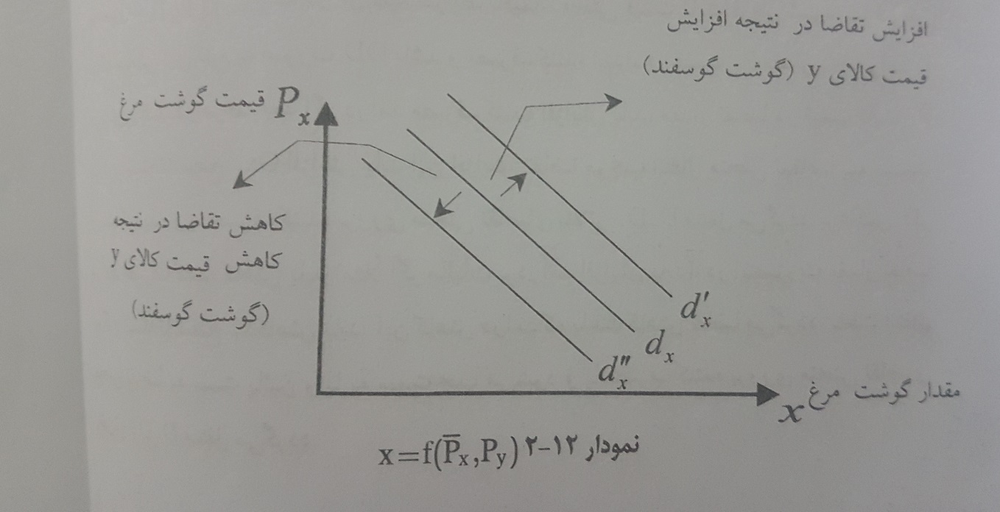 افزایش تقاضا در نتیجه افزایش
قیمت کالای y (گوشت گوسفند)
قیمت گوشت مرغ Pₓ
کاهش تقاضا در نتیجه
کاهش قیمت کالای y
(گوشت گوسفند)
d′ₓ
dₓ
d″ₓ
مقدار گوشت مرغ x
نمودار ۱۲-۲ x=f(P̅ₓ,Pᵧ)